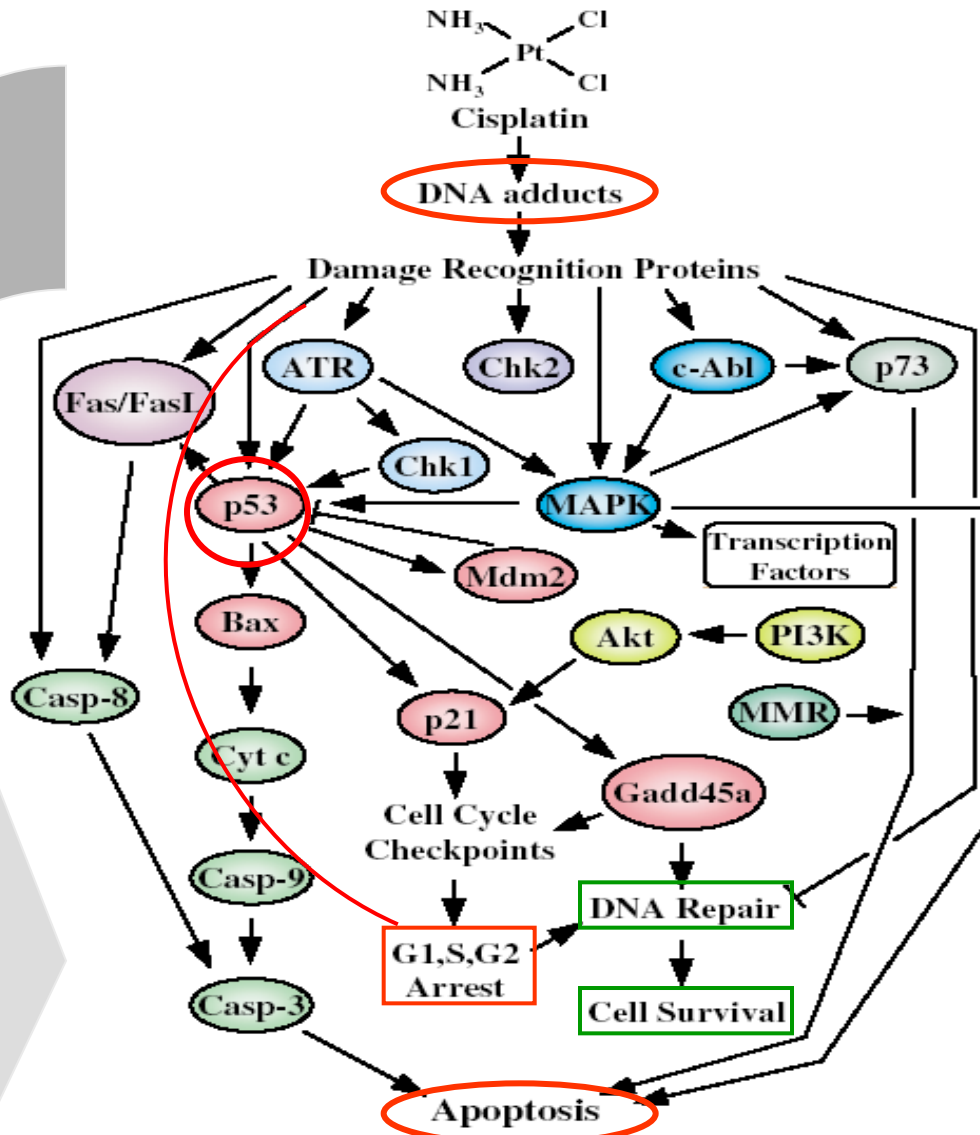 NH3 Cl
Pt
NH3 Cl
Cisplatin
DNA adducts
Damage Recognition Proteins
ATR
Chk2
c-Abl
p73
Fas/FasL
Chk1
p53
MAPK
Transcription
Factors
Mdm2
Bax
Akt
PI3K
Casp-8
p21
MMR
Cyt c
Gadd45a
Cell Cycle
Checkpoints
Casp-9
DNA Repair
G1,S,G2
Arrest
Casp-3
Cell Survival
Apoptosis